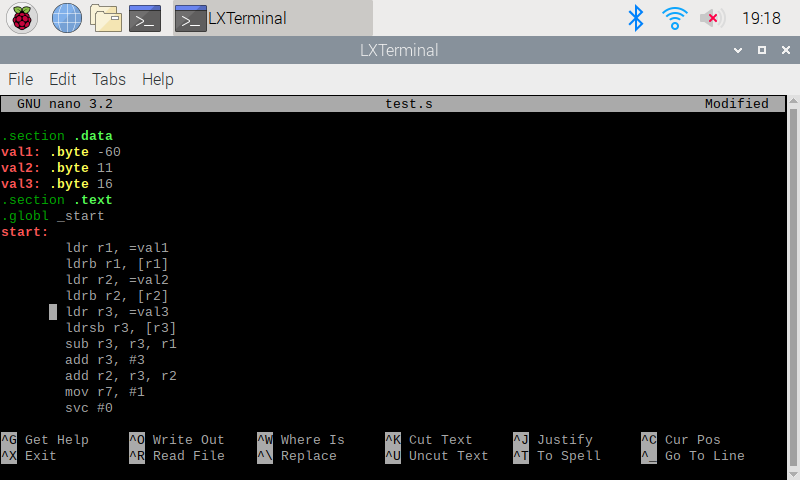 LXTerminal 19:18
LXTerminal
File Edit Tabs Help
GNU nano 3.2 test.s Modified
.section .data
val1: .byte -60
val2: .byte 11
val3: .byte 16
.section .text
.globl _start
start:
ldr r1, =val1
ldrb r1, [r1]
ldr r2, =val2
ldrb r2, [r2]
ldr r3, =val3
ldrsb r3, [r3]
sub r3, r3, r1
add r3, #3
add r2, r3, r2
mov r7, #1
svc #0
^G Get Help ^O Write Out ^W Where Is ^K Cut Text ^J Justify ^C Cur Pos
^X Exit ^R Read File ^\ Replace ^U Uncut Text ^T To Spell ^_ Go To Line